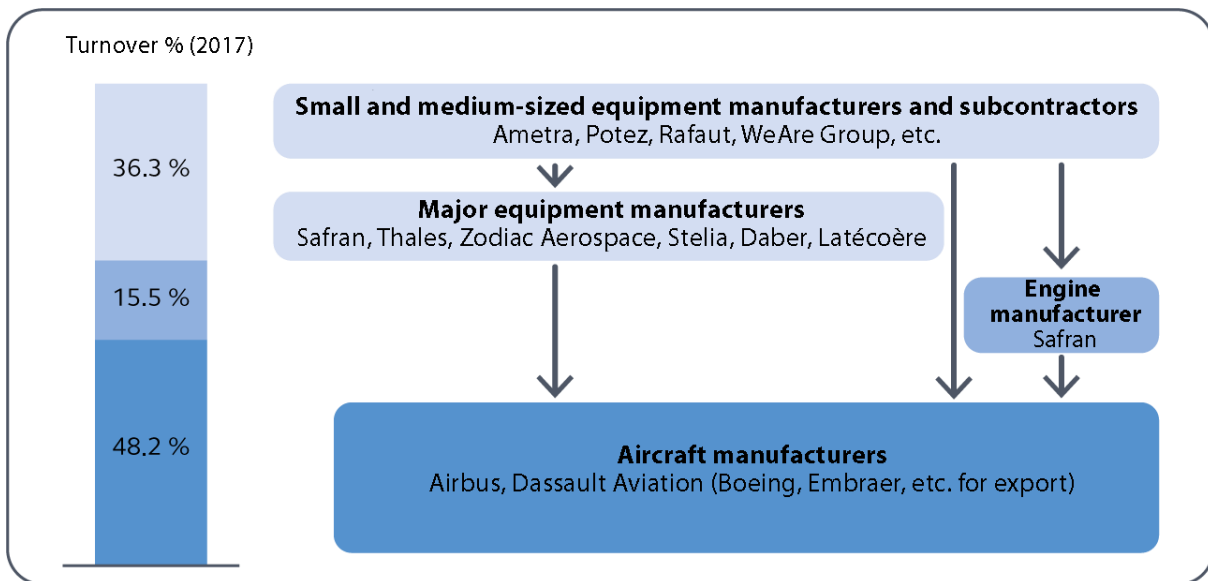 Turnover % (2017)
36.3 %
15.5 %
48.2 %
Small and medium-sized equipment manufacturers and subcontractors
Ametra, Potez, Rafaut, WeAre Group, etc.
Major equipment manufacturers
Safran, Thales, Zodiac Aerospace, Stelia, Daber, Latécoère
Engine
manufacturer
Safran
Aircraft manufacturers
Airbus, Dassault Aviation (Boeing, Embraer, etc. for export)